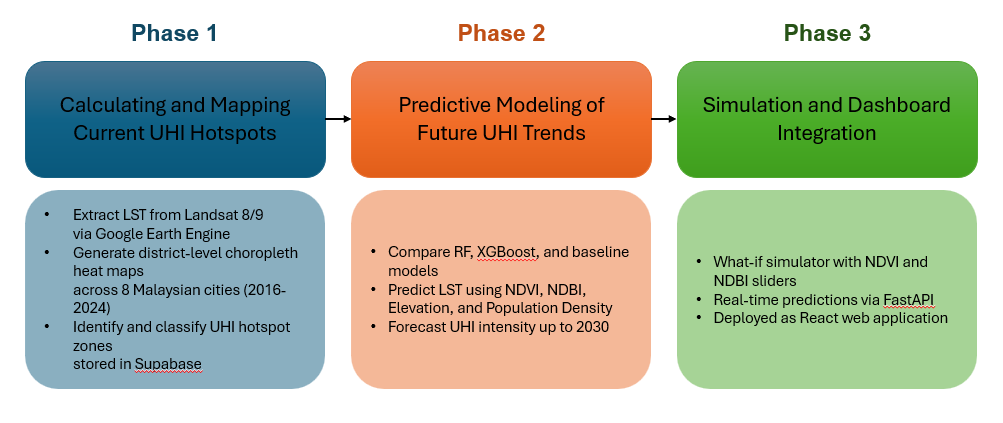 Phase 1
Phase 2
Phase 3
Calculating and Mapping
Current UHI Hotspots
Predictive Modeling of
Future UHI Trends
Simulation and Dashboard
Integration
• Extract LST from Landsat 8/9
via Google Earth Engine
• Generate district-level choropleth
heat maps
across 8 Malaysian cities (2016-
2024)
• Identify and classify UHI hotspot
zones
stored in Supabase
• Compare RF, XGBoost, and baseline
models
• Predict LST using NDVI, NDBI,
Elevation, and Population Density
• Forecast UHI intensity up to 2030
• What-if simulator with NDVI and
NDBI sliders
• Real-time predictions via FastAPI
• Deployed as React web application